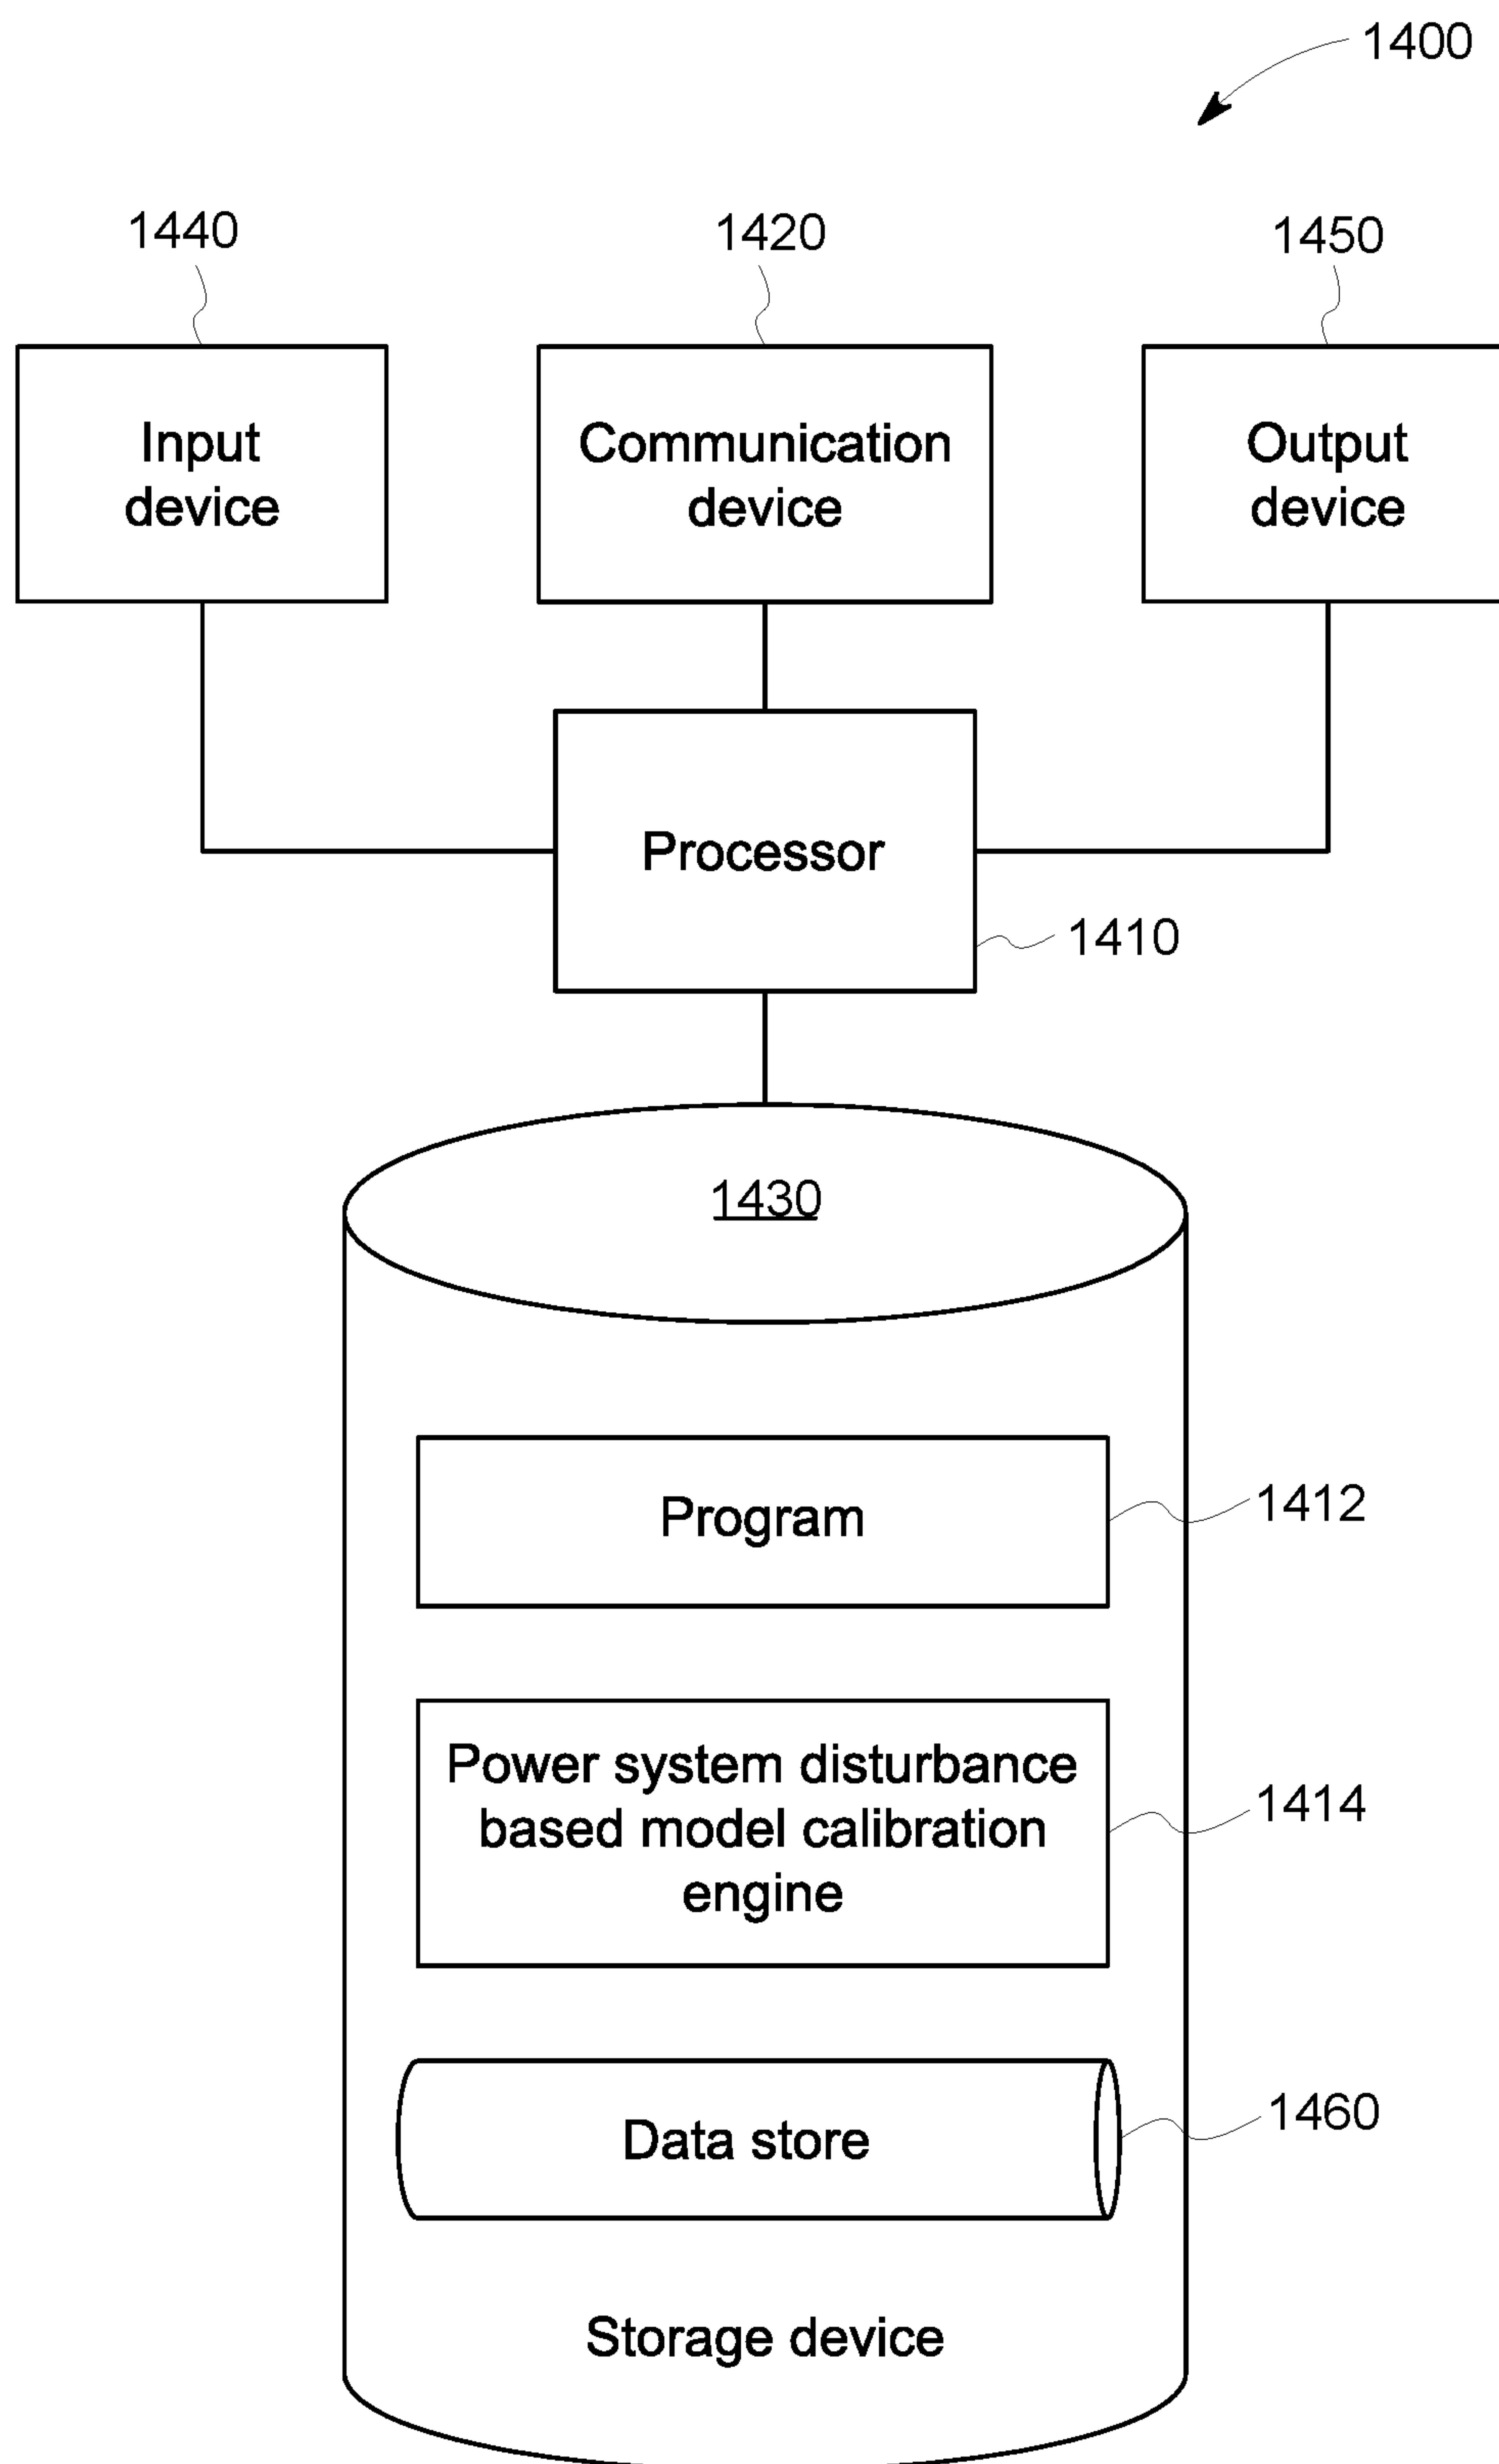 1400
1440
1420
1450
Input
device
Communication
device
Output
device
Processor
1410
1430
Program
1412
Power system disturbance
based model calibration
engine
1414
Data store
1460
Storage device